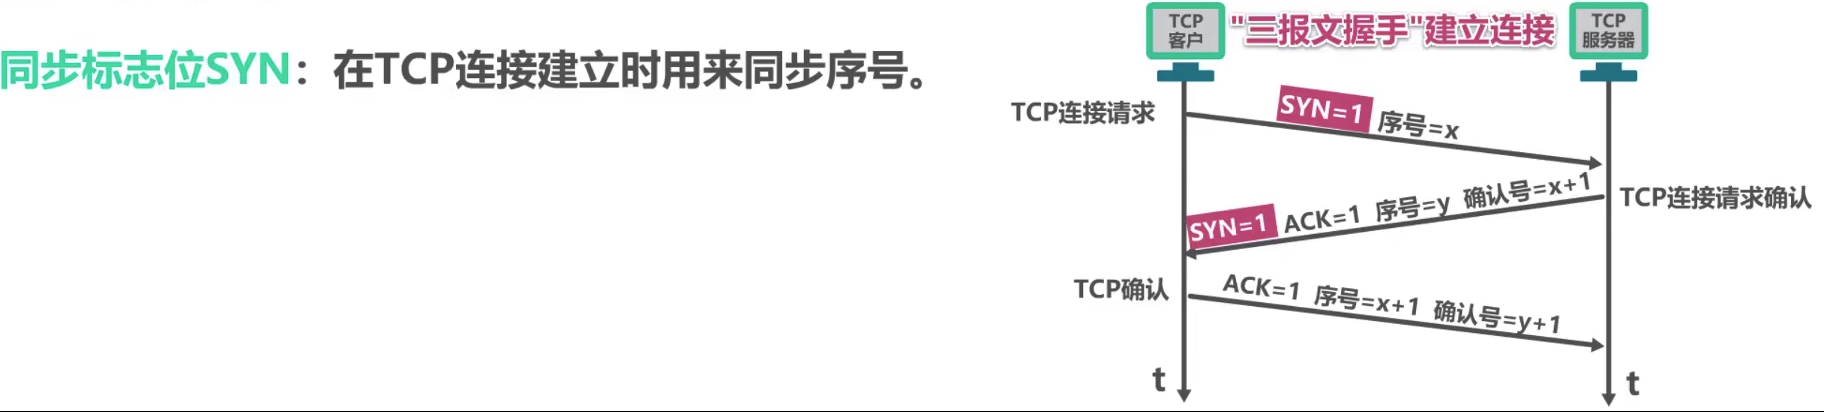 同步标志位SYN：在TCP连接建立时用来同步序号。
TCP
客户
"三报文握手"建立连接
TCP
服务器
TCP连接请求
SYN=1 序号=x
SYN=1 ACK=1 序号=y 确认号=x+1
TCP连接请求确认
TCP确认
ACK=1 序号=x+1 确认号=y+1
t
t